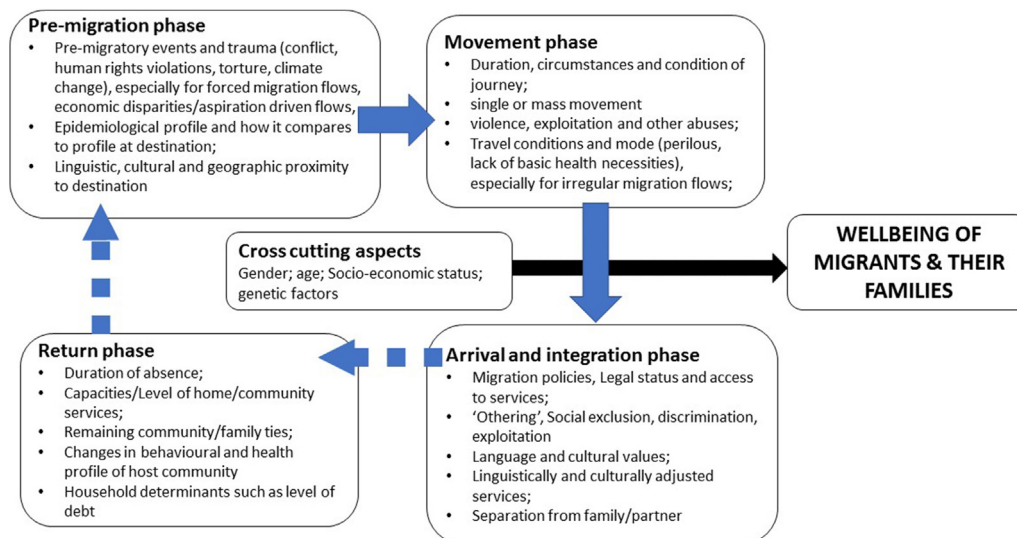 Pre-migration phase
• Pre-migratory events and trauma (conflict,
human rights violations, torture, climate
change), especially for forced migration flows,
economic disparities/aspiration driven flows,
• Epidemiological profile and how it compares
to profile at destination;
• Linguistic, cultural and geographic proximity
to destination
Movement phase
• Duration, circumstances and condition of
journey;
• single or mass movement
• violence, exploitation and other abuses;
• Travel conditions and mode (perilous,
lack of basic health necessities),
especially for irregular migration flows;
Cross cutting aspects
Gender; age; Socio-economic status;
genetic factors
WELLBEING OF
MIGRANTS & THEIR
FAMILIES
Return phase
• Duration of absence;
• Capacities/Level of home/community
services;
• Remaining community/family ties;
• Changes in behavioural and health
profile of host community
• Household determinants such as level of
debt
Arrival and integration phase
• Migration policies, Legal status and access
to services;
• ‘Othering’, Social exclusion, discrimination,
exploitation
• Language and cultural values;
• Linguistically and culturally adjusted
services;
• Separation from family/partner